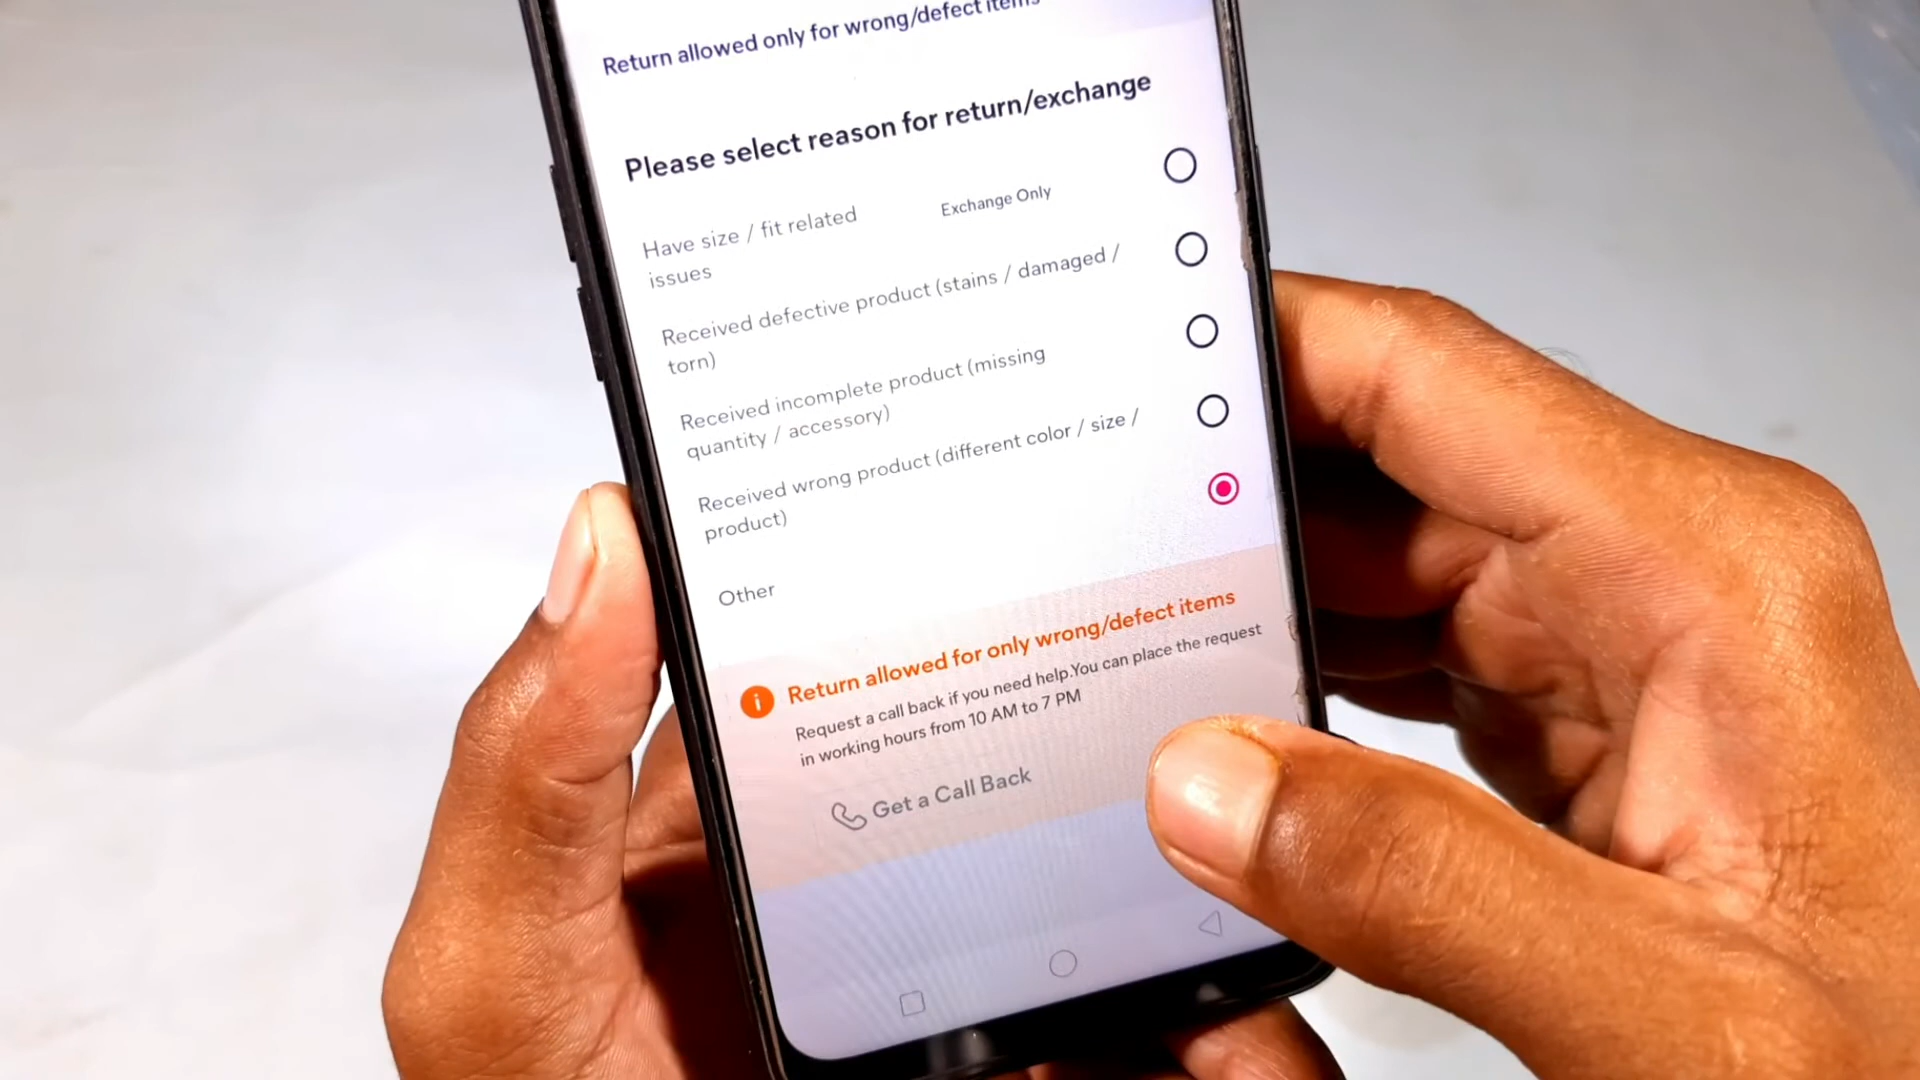 Return allowed only for wrong/defect items
Please select reason for return/exchange
Have size / fit related
issues
Exchange Only
Received defective product (stains / damaged /
torn)
Received incomplete product (missing
quantity / accessory)
Received wrong product (different color / size /
product)
Other
i
Return allowed for only wrong/defect items
Request a call back if you need help.You can place the request
in working hours from 10 AM to 7 PM
Get a Call Back